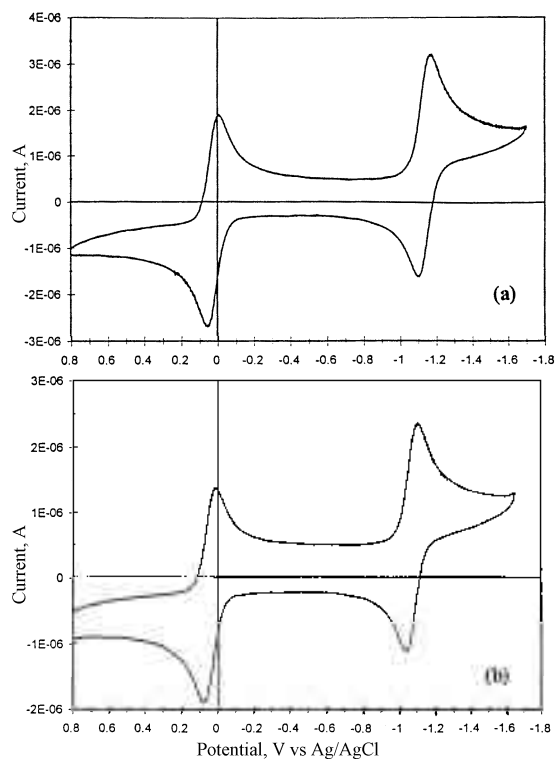 4E-06
3E-06
2E-06
1E-06
0
-1E-06
-2E-06
-3E-06
Current, A
(a)
0.8 0.6 0.4 0.2 0 -0.2 -0.4 -0.6 -0.8 -1 -1.2 -1.4 -1.6 -1.8
3E-06
2E-06
1E-06
0
-1E-06
-2E-06
Current, A
(b)
0.8 0.6 0.4 0.2 0 -0.2 -0.4 -0.6 -0.8 -1 -1.2 -1.4 -1.6 -1.8
Potential, V vs Ag/AgCl